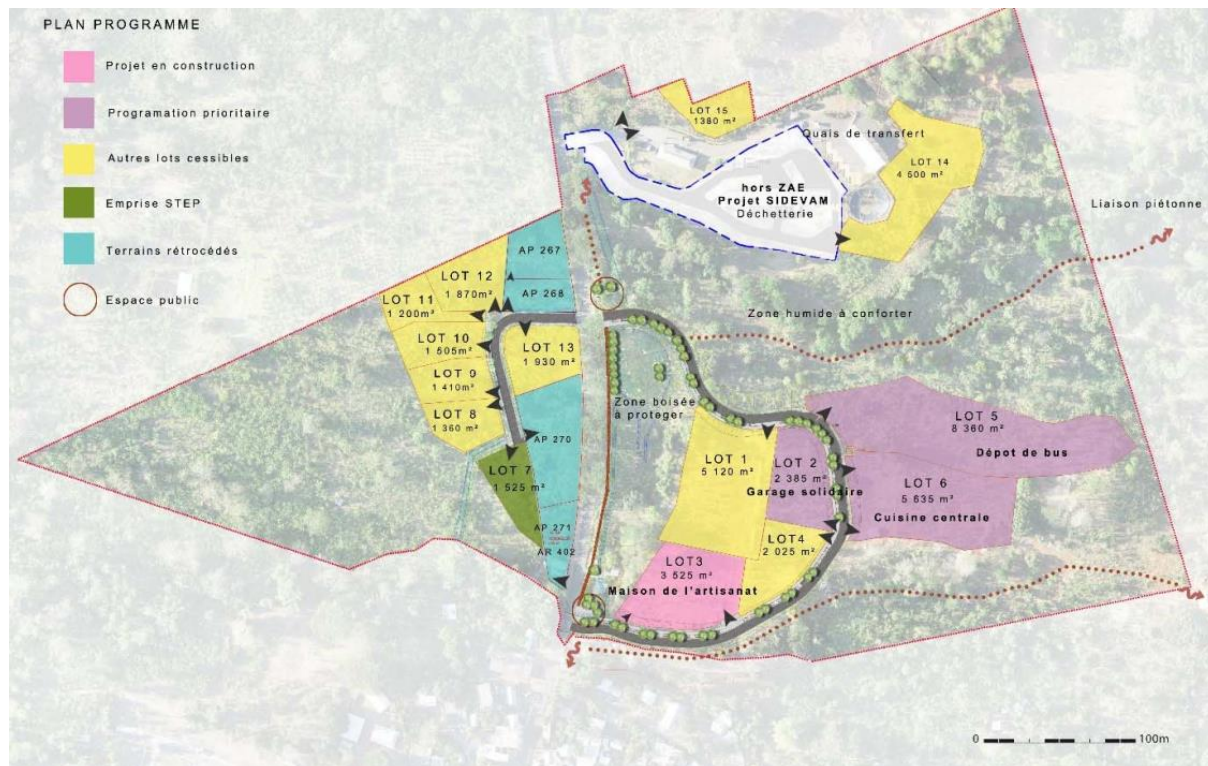 PLAN PROGRAMME
Projet en construction
Programation prioritaire
Autres lots cessibles
Emprise STEP
Terrains rétrocédés
Espace public
LOT 15
1380 m²
Quais de transfert
LOT 14
4 600 m²
hors ZAE
Projet SIDEVAM
Déchetterie
Liaison piétonne
AP 267
AP 268
LOT 12
1 870m²
LOT 11
1 200m²
LOT 10
1 505m²
LOT 9
1 410m²
LOT 8
1 360 m²
LOT 13
1 930 m²
Zone humide à conforter
Zone boisée
à proteger
AP 270
LOT 7
1 525 m²
AP 271
AR 402
LOT 1
5 120 m²
LOT 2
2 385 m²
Garage solidaire
LOT 5
8 360 m²
Dépot de bus
LOT 6
5 635 m²
Cuisine centrale
LOT4
2 025 m²
LOT3
3 525 m²
Maison de l'artisanat
0
100m